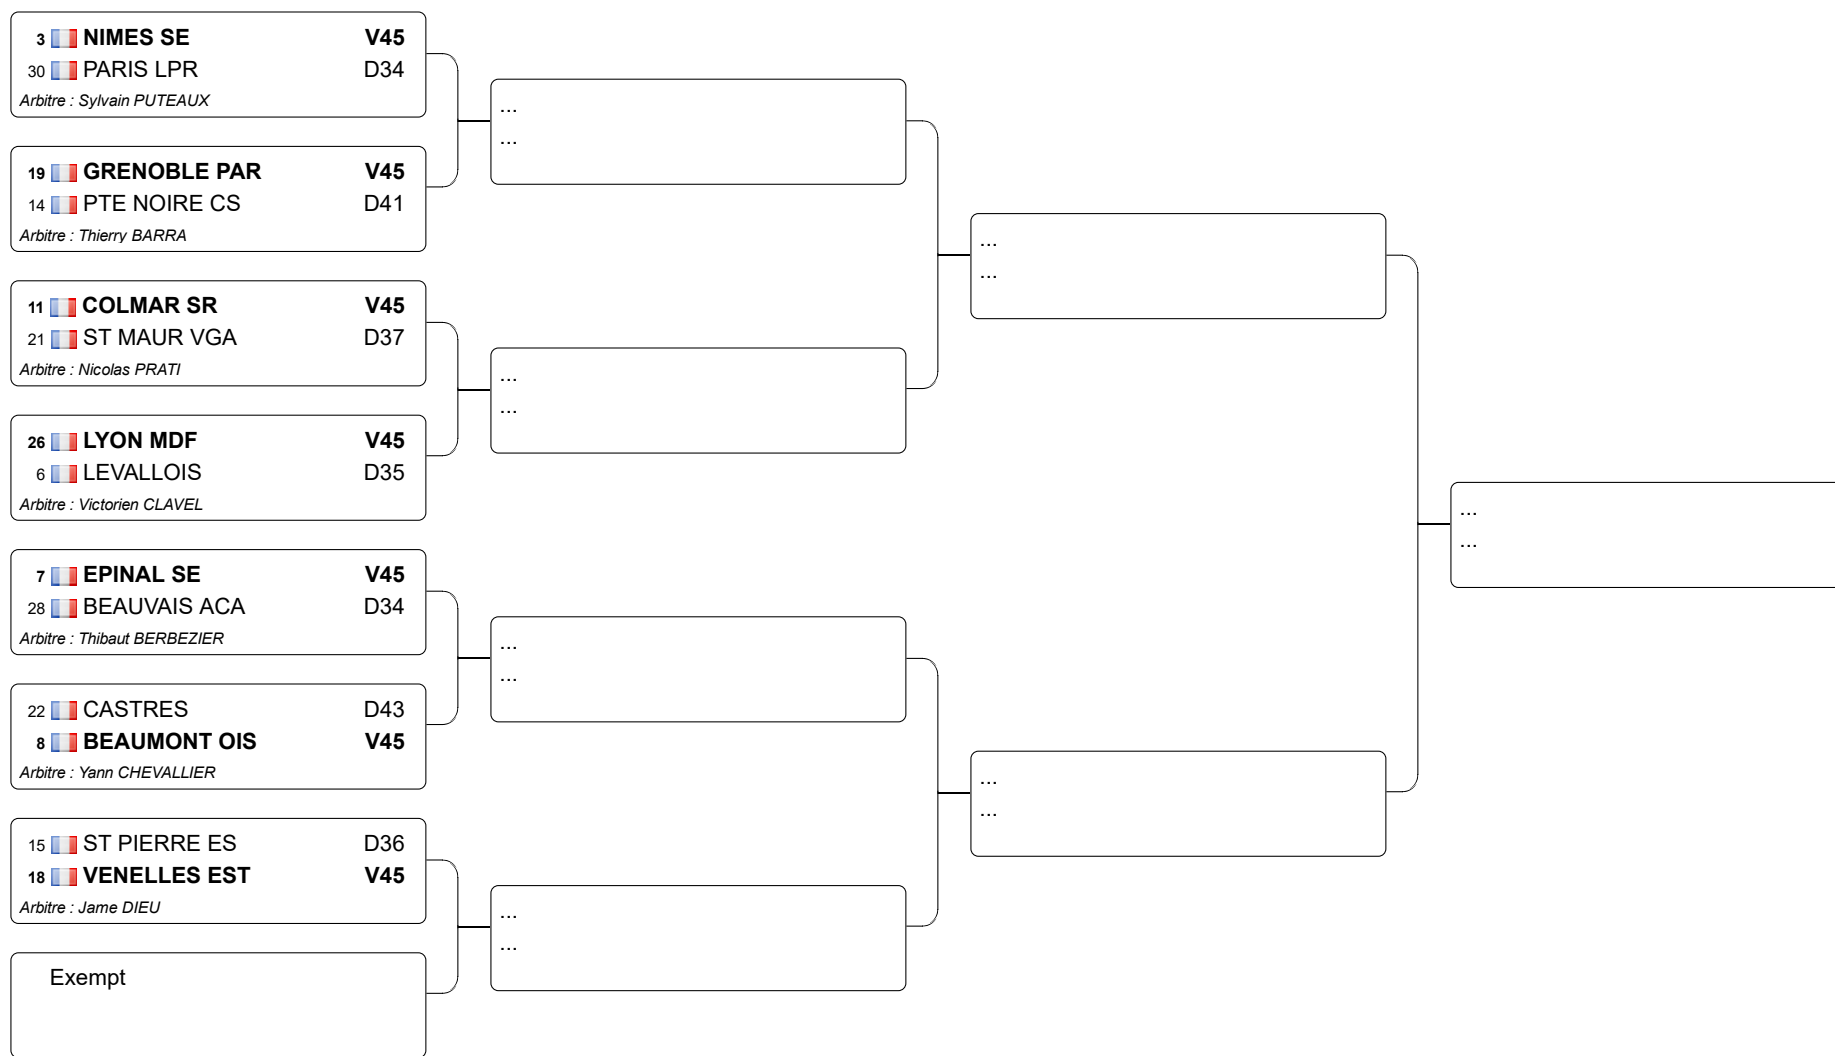 3 NIMES SE V45
30 PARIS LPR D34
Arbitre : Sylvain PUTEAUX
19 GRENOBLE PAR V45
14 PTE NOIRE CS D41
Arbitre : Thierry BARRA
11 COLMAR SR V45
21 ST MAUR VGA D37
Arbitre : Nicolas PRATI
26 LYON MDF V45
6 LEVALLOIS D35
Arbitre : Victorien CLAVEL
7 EPINAL SE V45
28 BEAUVAIS ACA D34
Arbitre : Thibaut BERBEZIER
22 CASTRES D43
8 BEAUMONT OIS V45
Arbitre : Yann CHEVALLIER
15 ST PIERRE ES D36
18 VENELLES EST V45
Arbitre : Jame DIEU
Exempt
...
...
...
...
...
...
...
...
...
...
...
...
...
...